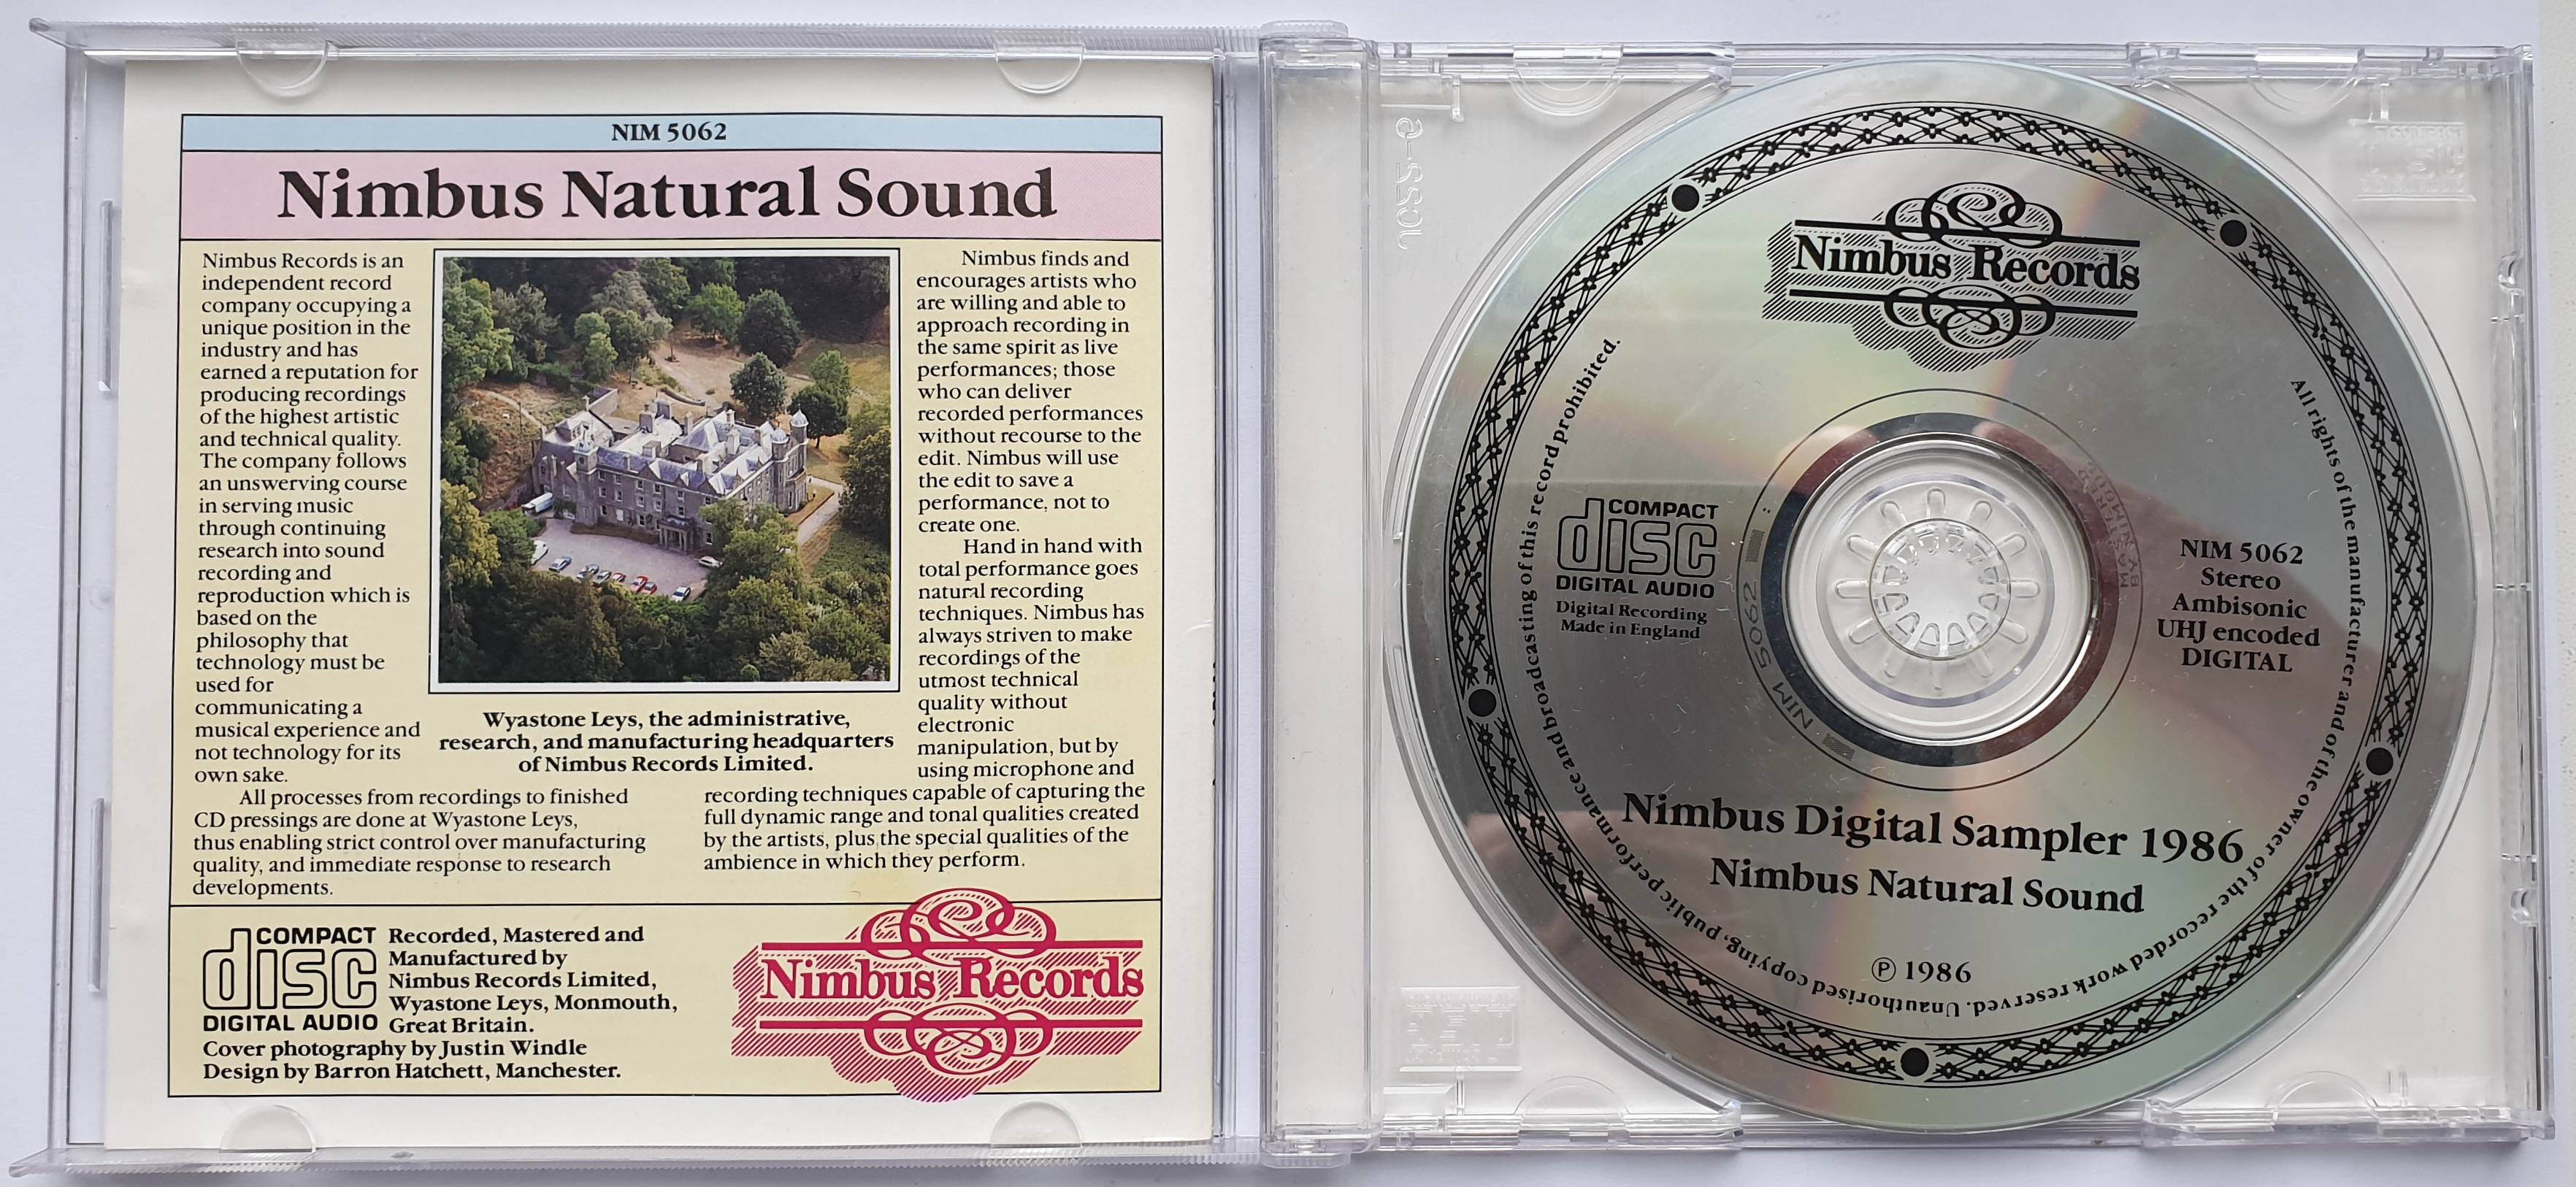 NIM 5062
Nimbus Natural Sound
Nimbus Records is an
independent record
company occupying a
unique position in the
industry and has
earned a reputation for
producing recordings
of the highest artistic
and technical quality.
The company follows
an unswerving course
in serving music
through continuing
research into sound
recording and
reproduction which is
based on the
philosophy that
technology must be
used for
communicating a
musical experience and
not technology for its
own sake.
All processes from recordings to finished
CD pressings are done at Wyastone Leys,
thus enabling strict control over manufacturing
quality, and immediate response to research
developments.
Wyastone Leys, the administrative,
research, and manufacturing headquarters
of Nimbus Records Limited.
Nimbus finds and
encourages artists who
are willing and able to
approach recording in
the same spirit as live
performances; those
who can deliver
recorded performances
without recourse to the
edit. Nimbus will use
the edit to save a
performance, not to
create one.
Hand in hand with
total performance goes
natural recording
techniques. Nimbus has
always striven to make
recordings of the
utmost technical
quality without
electronic
manipulation, but by
using microphone and
recording techniques capable of capturing the
full dynamic range and tonal qualities created
by the artists, plus the special qualities of the
ambience in which they perform.
COMPACT
disc
DIGITAL AUDIO
Recorded, Mastered and
Manufactured by
Nimbus Records Limited,
Wyastone Leys, Monmouth,
Great Britain.
Cover photography by Justin Windle
Design by Barron Hatchett, Manchester.
Nimbus Records
Nimbus Records
All rights of the manufacturer and of the owner of the recorded work reserved. Unauthorised copying, public performance and broadcasting of this record prohibited.
COMPACT
disc
DIGITAL AUDIO
Digital Recording
Made in England
NIM 5062
NIM 5062
Stereo
Ambisonic
UHJ encoded
DIGITAL
Nimbus Digital Sampler 1986
Nimbus Natural Sound
℗ 1986